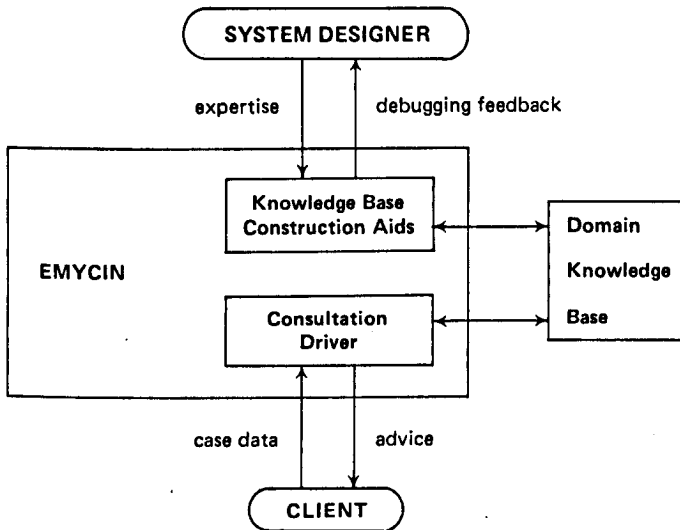 SYSTEM DESIGNER
expertise
debugging feedback
Knowledge Base
Construction Aids
EMYCIN
Domain
Knowledge
Base
Consultation
Driver
case data
advice
CLIENT